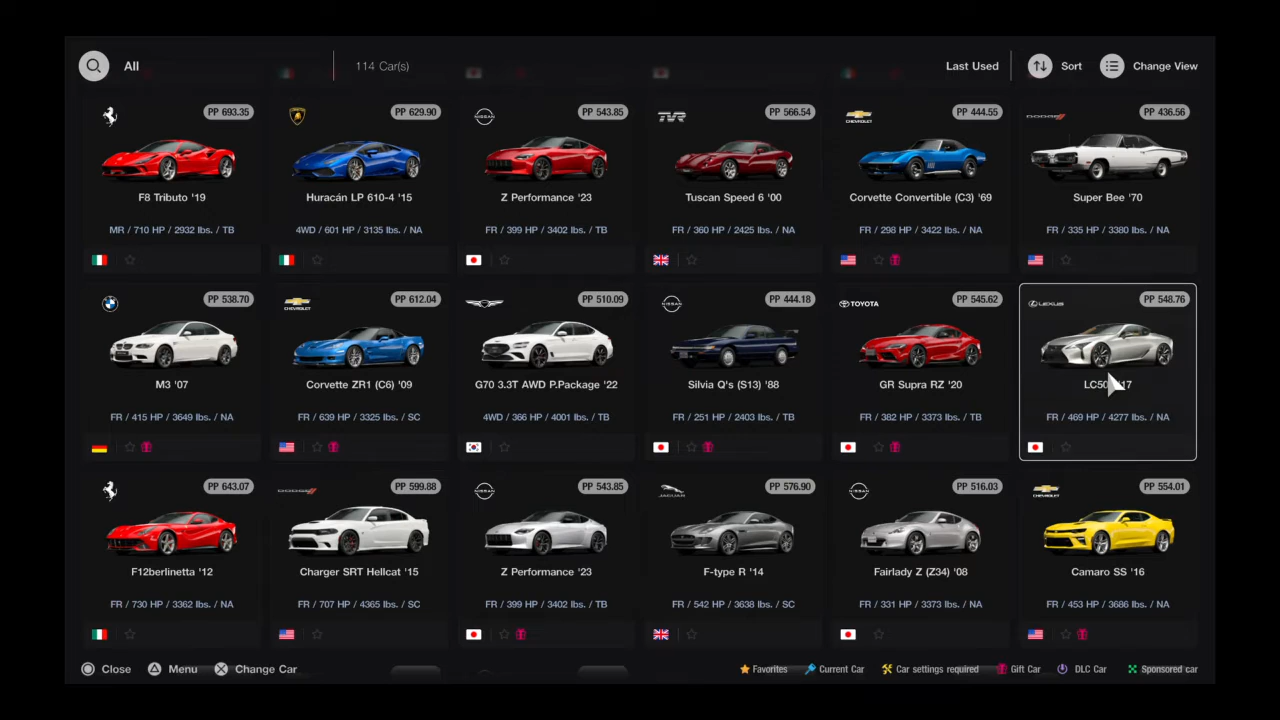 All
114 Car(s)
Last Used
Sort
Change View
PP 693.35
F8 Tributo '19
MR / 710 HP / 2932 lbs. / TB
PP 629.90
Huracán LP 610-4 '15
4WD / 601 HP / 3135 lbs. / NA
NISSAN
PP 543.85
Z Performance '23
FR / 399 HP / 3402 lbs. / TB
TVR
PP 566.54
Tuscan Speed 6 '00
FR / 360 HP / 2425 lbs. / NA
CHEVROLET
PP 444.55
Corvette Convertible (C3) '69
FR / 298 HP / 3422 lbs. / NA
DODGE
PP 436.56
Super Bee '70
FR / 335 HP / 3380 lbs. / NA
PP 538.70
M3 '07
FR / 415 HP / 3649 lbs. / NA
CHEVROLET
PP 612.04
Corvette ZR1 (C6) '09
FR / 639 HP / 3325 lbs. / SC
PP 510.09
G70 3.3T AWD P.Package '22
4WD / 366 HP / 4001 lbs. / TB
NISSAN
PP 444.18
Silvia Q's (S13) '88
FR / 251 HP / 2403 lbs. / TB
TOYOTA
PP 545.62
GR Supra RZ '20
FR / 382 HP / 3373 lbs. / TB
LEXUS
PP 548.76
FR / 469 HP / 4277 lbs. / NA
PP 643.07
F12berlinetta '12
FR / 730 HP / 3362 lbs. / NA
DODGE
PP 599.88
Charger SRT Hellcat '15
FR / 707 HP / 4365 lbs. / SC
NISSAN
PP 543.85
Z Performance '23
FR / 399 HP / 3402 lbs. / TB
JAGUAR
PP 576.90
F-type R '14
FR / 542 HP / 3638 lbs. / SC
NISSAN
PP 516.03
Fairlady Z (Z34) '08
FR / 331 HP / 3373 lbs. / NA
CHEVROLET
PP 554.01
Camaro SS '16
FR / 453 HP / 3686 lbs. / NA
Close
Menu
Change Car
Favorites
Current Car
Car settings required
Gift Car
DLC Car
Sponsored car